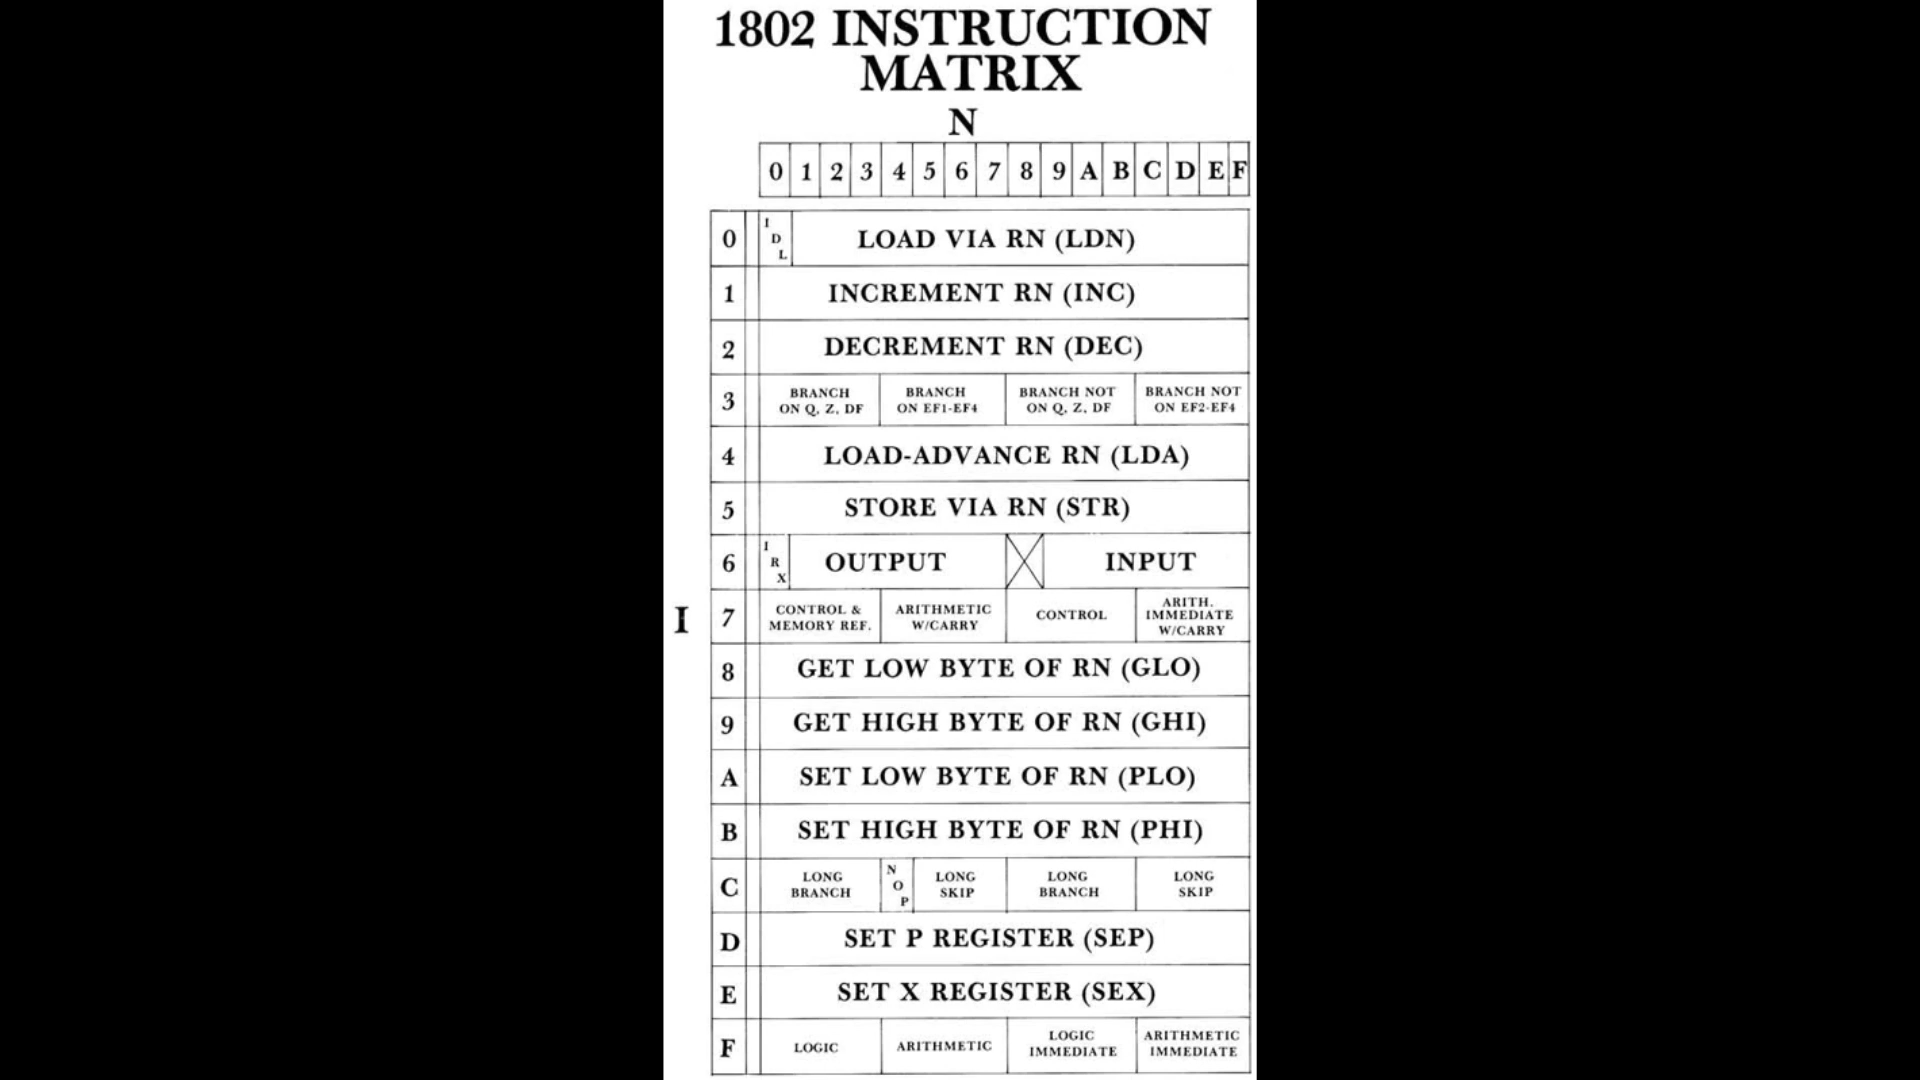 1802 INSTRUCTION
MATRIX
N
0 1 2 3 4 5 6 7 8 9 A B C D E F
0 IDL LOAD VIA RN (LDN)
1 INCREMENT RN (INC)
2 DECREMENT RN (DEC)
3 BRANCH ON Q, Z, DF BRANCH ON EF1-EF4 BRANCH NOT ON Q, Z, DF BRANCH NOT ON EF2-EF4
4 LOAD-ADVANCE RN (LDA)
5 STORE VIA RN (STR)
6 IRX OUTPUT INPUT
I
7 CONTROL & MEMORY REF. ARITHMETIC W/CARRY CONTROL ARITH. IMMEDIATE W/CARRY
8 GET LOW BYTE OF RN (GLO)
9 GET HIGH BYTE OF RN (GHI)
A SET LOW BYTE OF RN (PLO)
B SET HIGH BYTE OF RN (PHI)
C LONG BRANCH NOP LONG SKIP LONG BRANCH LONG SKIP
D SET P REGISTER (SEP)
E SET X REGISTER (SEX)
F LOGIC ARITHMETIC LOGIC IMMEDIATE ARITHMETIC IMMEDIATE